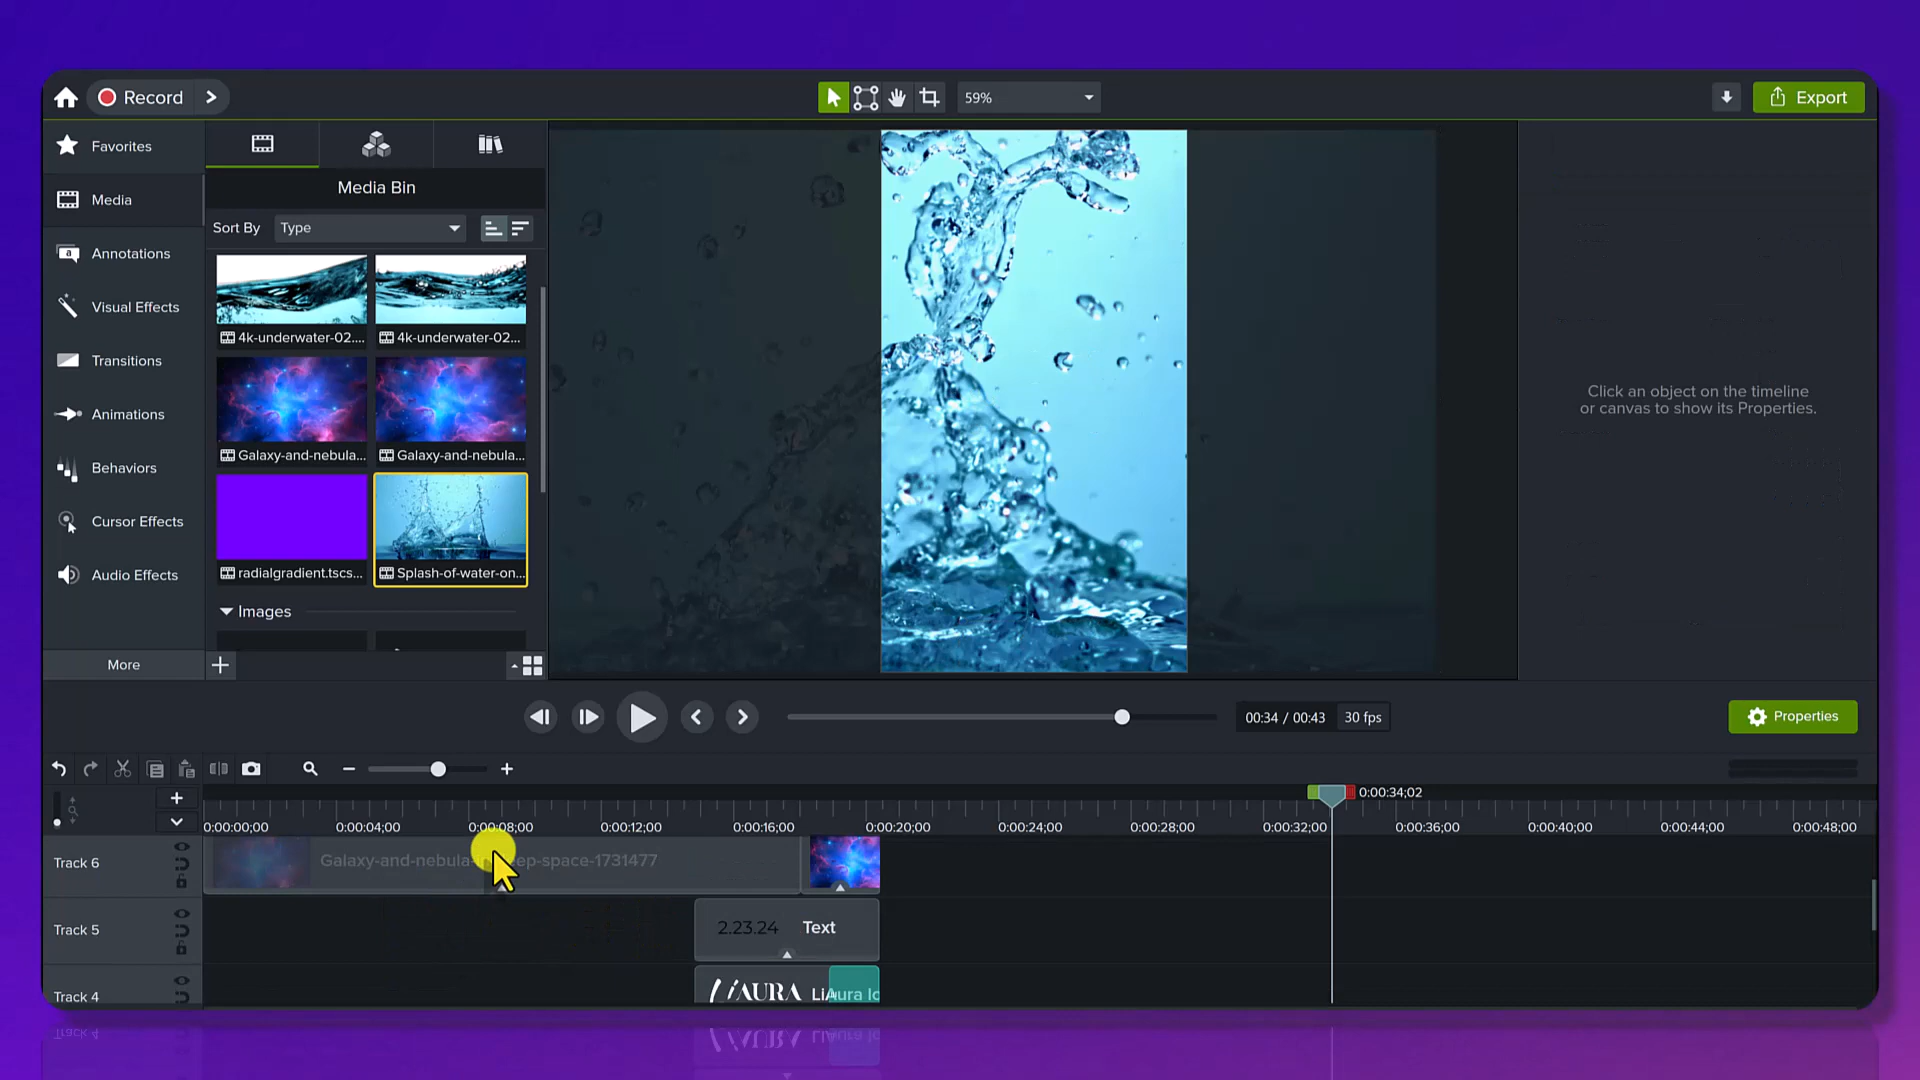 Record
59%
Export
Favorites
Media
Annotations
Visual Effects
Transitions
Animations
Behaviors
Cursor Effects
Audio Effects
More
Media Bin
Sort By
Type
4k-underwater-02....
4k-underwater-02...
Galaxy-and-nebula...
Galaxy-and-nebula...
radialgradient.tscs...
Splash-of-water-on...
Images
Click an object on the timeline
or canvas to show its Properties.
00:34 / 00:43
30 fps
Properties
0:00:34;02
0:00:00;00
0:00:04;00
0:00:08;00
0:00:12;00
0:00:16;00
0:00:20;00
0:00:24;00
0:00:28;00
0:00:32;00
0:00:36;00
0:00:40;00
0:00:44;00
0:00:48;00
Track 6
Galaxy-and-nebula-i ep-space-1731477
Track 5
2.23.24
Text
Track 4
LiAURA
LiAura lo